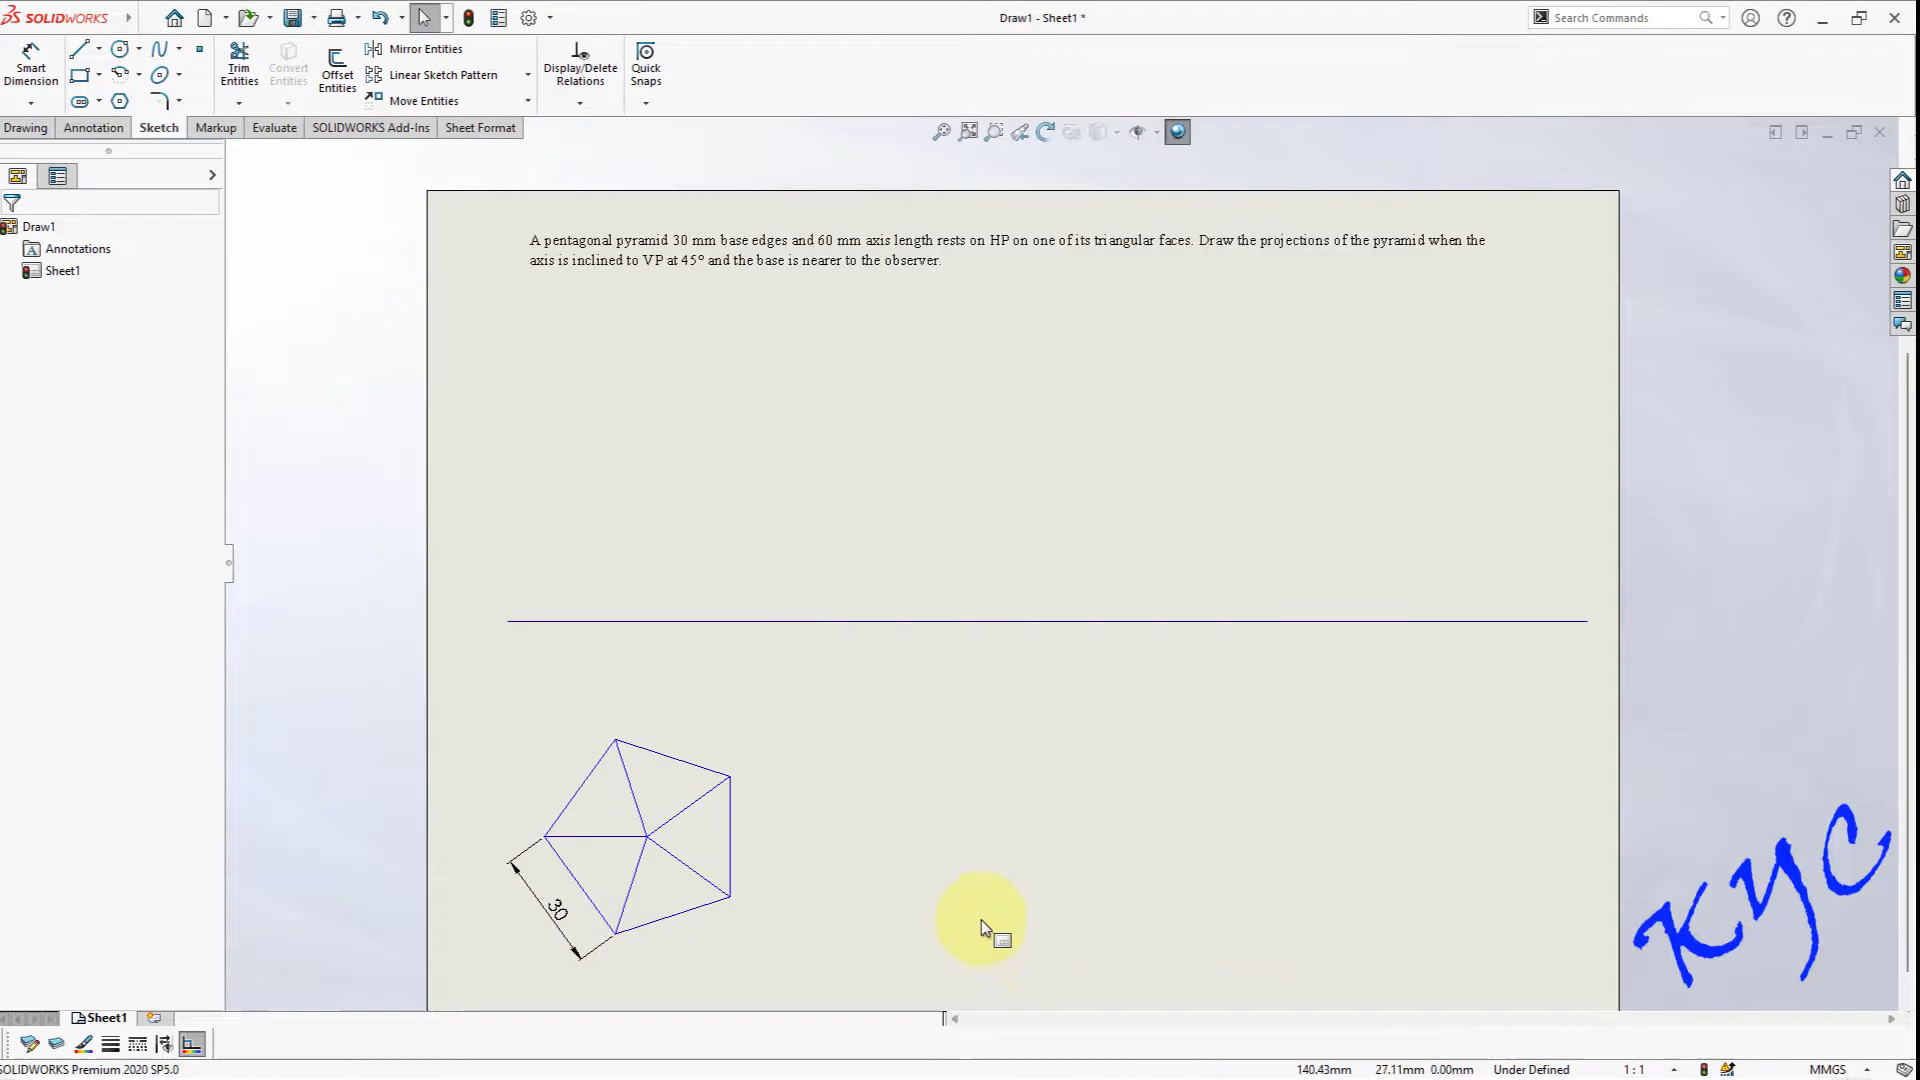 SOLIDWORKS
Draw1 - Sheet1 *
Search Commands
Smart Dimension
Trim Entities
Convert Entities
Offset Entities
Mirror Entities
Linear Sketch Pattern
Move Entities
Display/Delete Relations
Quick Snaps
Drawing
Annotation
Sketch
Markup
Evaluate
SOLIDWORKS Add-Ins
Sheet Format
Draw1
Annotations
Sheet1
A pentagonal pyramid 30 mm base edges and 60 mm axis length rests on HP on one of its triangular faces. Draw the projections of the pyramid when the
axis is inclined to VP at 45° and the base is nearer to the observer.
30
KYC
Sheet1
SOLIDWORKS Premium 2020 SP5.0
140.43mm
27.11mm
0.00mm
Under Defined
1 : 1
MMGS